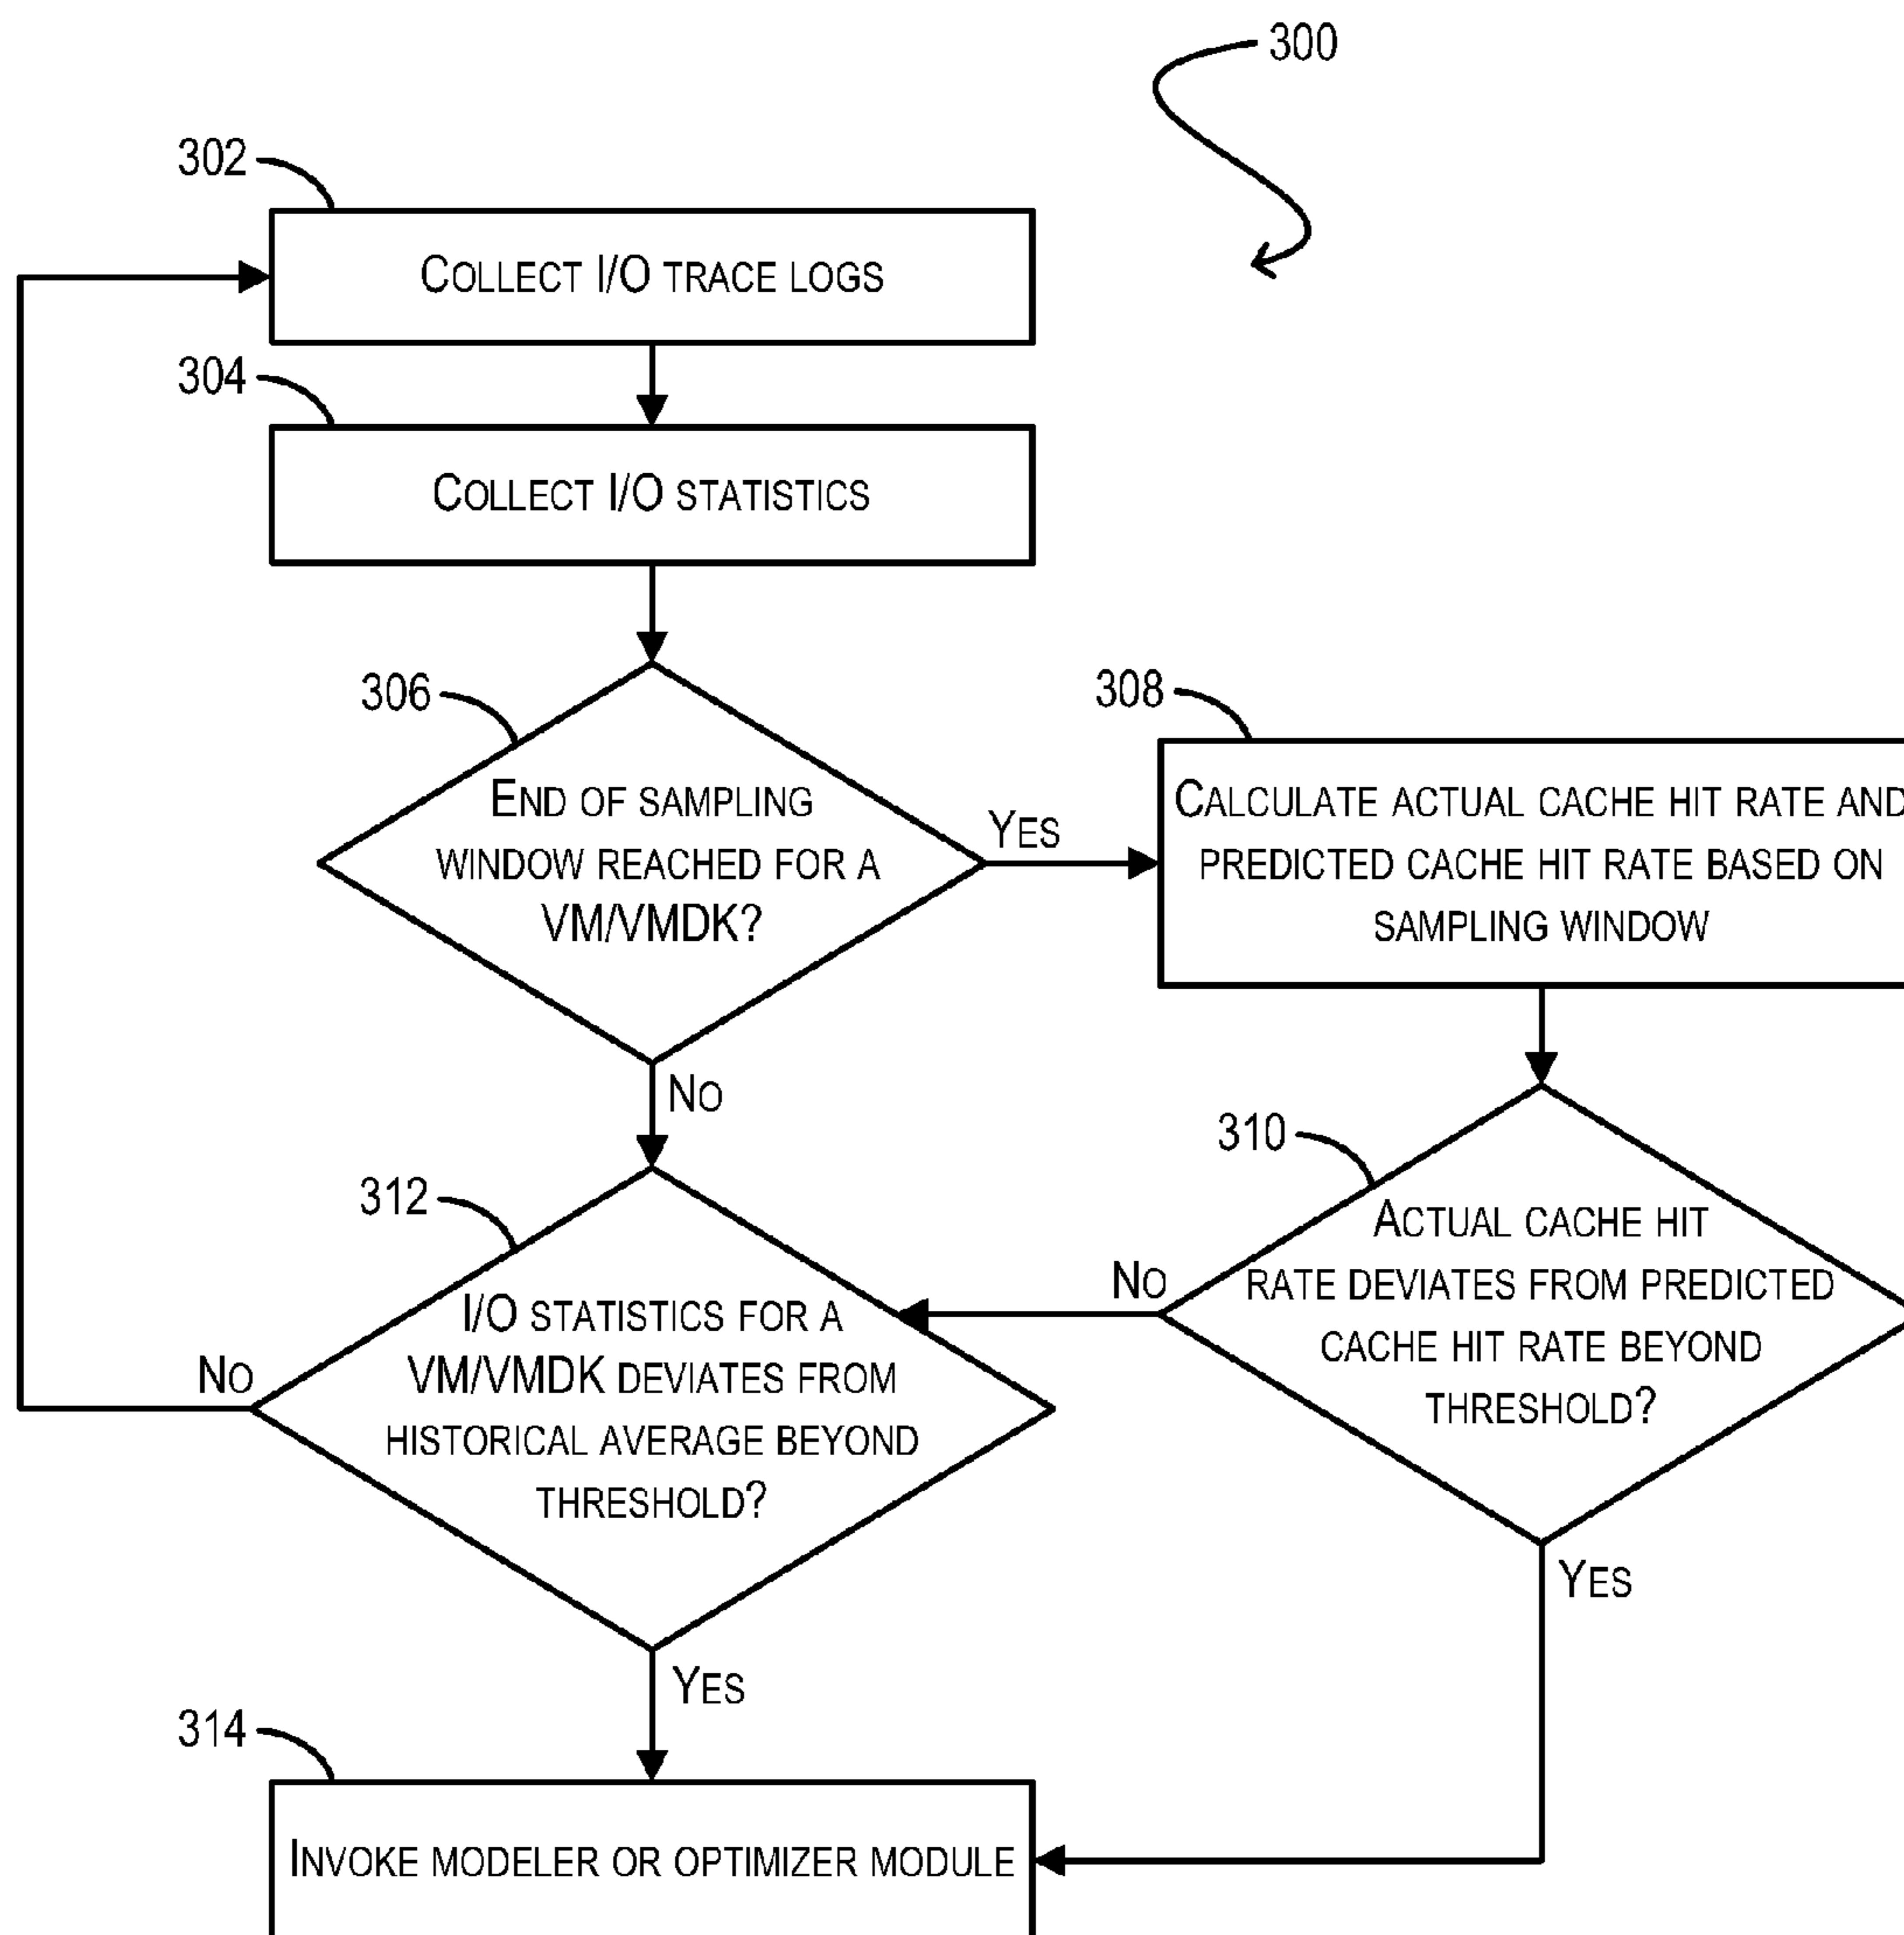 300
302
Collect I/O trace logs
304
Collect I/O statistics
306
End of sampling
window reached for a
VM/VMDK?
Yes
No
308
Calculate actual cache hit rate and
predicted cache hit rate based on
sampling window
310
Actual cache hit
rate deviates from predicted
cache hit rate beyond
threshold?
No
Yes
312
I/O statistics for a
VM/VMDK deviates from
historical average beyond
threshold?
No
Yes
314
Invoke modeler or optimizer module